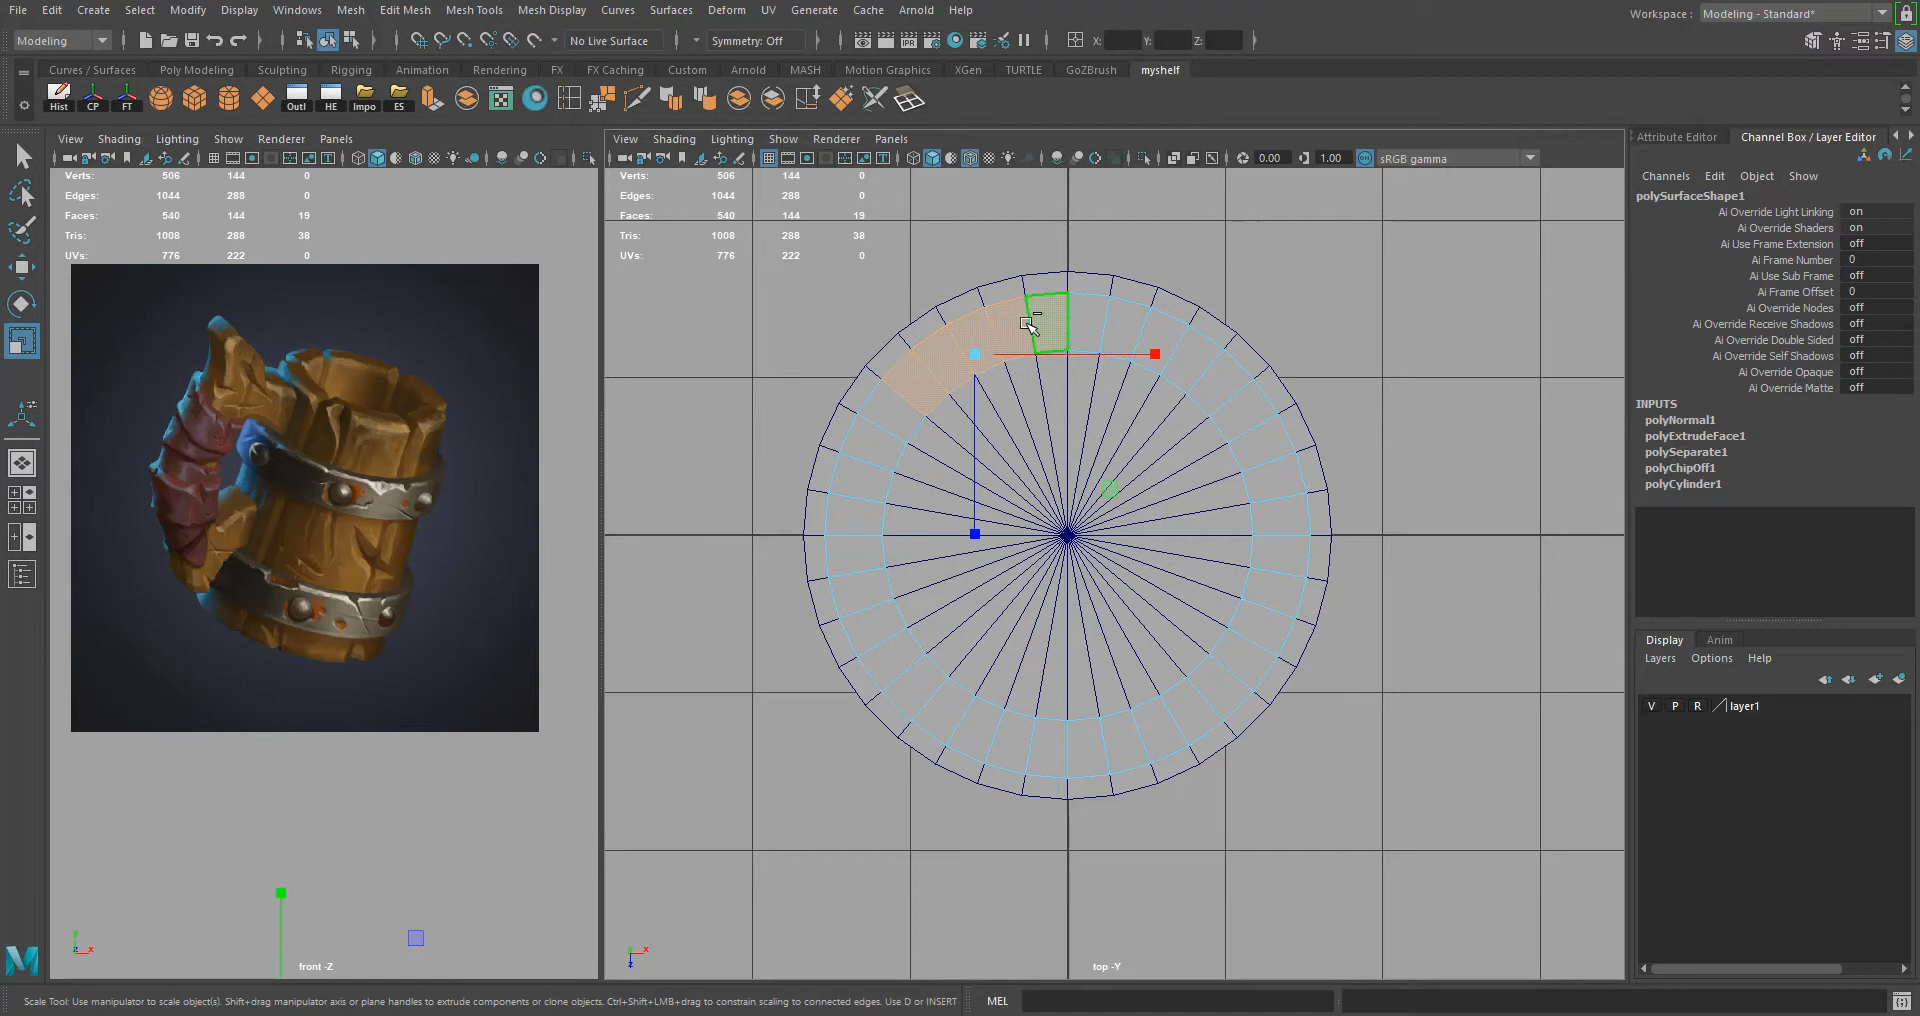 File Edit Create Select Modify Display Windows Mesh Edit Mesh Mesh Tools Mesh Display Curves Surfaces Deform UV Generate Cache Arnold Help
Workspace : Modeling - Standard*
Modeling No Live Surface Symmetry: Off X: Y: Z:
Curves / Surfaces Poly Modeling Sculpting Rigging Animation Rendering FX FX Caching Custom Arnold MASH Motion Graphics XGen TURTLE GoZBrush myshelf
IPR
Hist CP FT Outl HE Impo ES
View Shading Lighting Show Renderer Panels
View Shading Lighting Show Renderer Panels
0.00 1.00 ON sRGB gamma
Verts: 506 144 0
Edges: 1044 288 0
Faces: 540 144 19
Tris: 1008 288 38
UVs: 776 222 0
Verts: 506 144 0
Edges: 1044 288 0
Faces: 540 144 19
Tris: 1008 288 38
UVs: 776 222 0
front -Z
top -Y
Attribute Editor Channel Box / Layer Editor
Channels Edit Object Show
polySurfaceShape1
Ai Override Light Linking on
Ai Override Shaders on
Ai Use Frame Extension off
Ai Frame Number 0
Ai Use Sub Frame off
Ai Frame Offset 0
Ai Override Nodes off
Ai Override Receive Shadows off
Ai Override Double Sided off
Ai Override Self Shadows off
Ai Override Opaque off
Ai Override Matte off
INPUTS
polyNormal1
polyExtrudeFace1
polySeparate1
polyChipOff1
polyCylinder1
Display Anim
Layers Options Help
V P R layer1
Scale Tool: Use manipulator to scale object(s). Shift+drag manipulator axis or plane handles to extrude components or clone objects. Ctrl+Shift+LMB+drag to constrain scaling to connected edges. Use D or INSERT
MEL